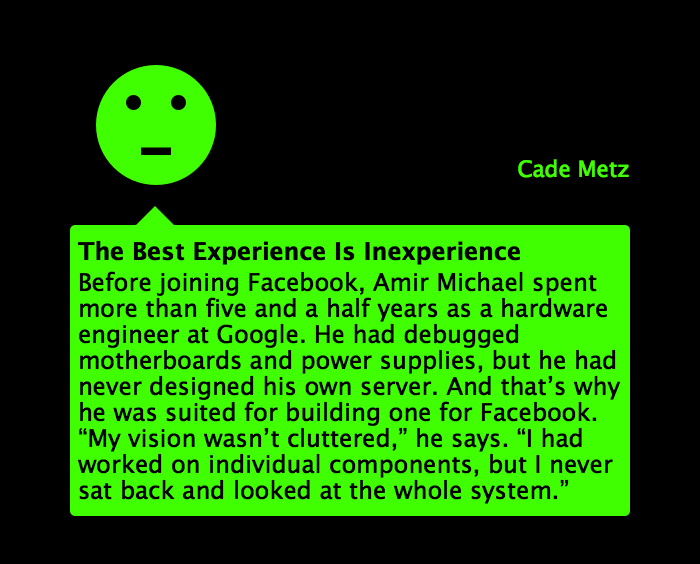 Cade Metz
The Best Experience Is Inexperience
Before joining Facebook, Amir Michael spent
more than five and a half years as a hardware
engineer at Google. He had debugged
motherboards and power supplies, but he had
never designed his own server. And that’s why
he was suited for building one for Facebook.
“My vision wasn’t cluttered,” he says. “I had
worked on individual components, but I never
sat back and looked at the whole system.”